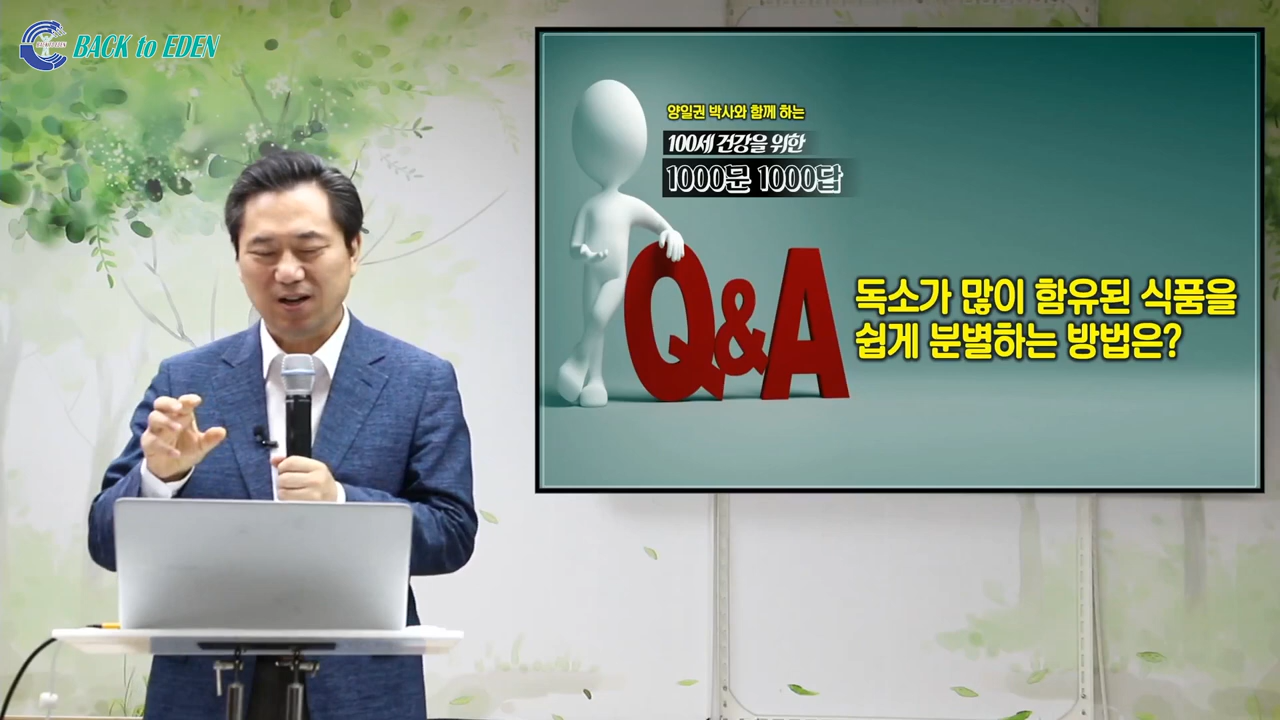 BACK to EDEN
양일권 박사와 함께 하는
100세 건강을 위한
1000문 1000답
Q&A
독소가 많이 함유된 식품을
쉽게 분별하는 방법은?